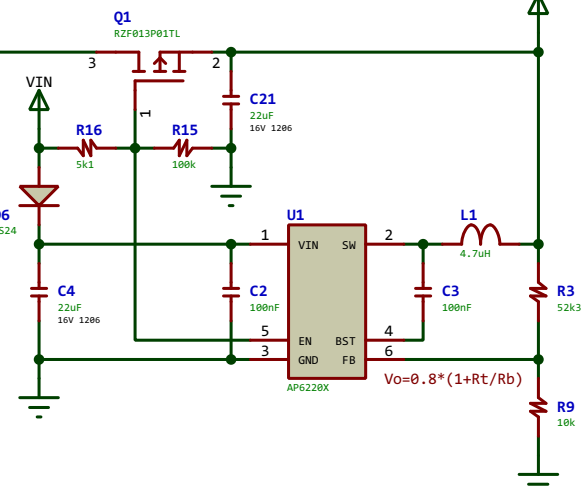 Q1
RZF013P01TL
3
2
1
VIN
C21
22uF
16V 1206
R16
5k1
R15
100k
6
S24
U1
1
VIN
SW
2
L1
4.7uH
C4
22uF
16V 1206
C2
100nF
C3
100nF
R3
52k3
5
EN
BST
4
3
GND
FB
6
AP6220X
Vo=0.8*(1+Rt/Rb)
R9
10k